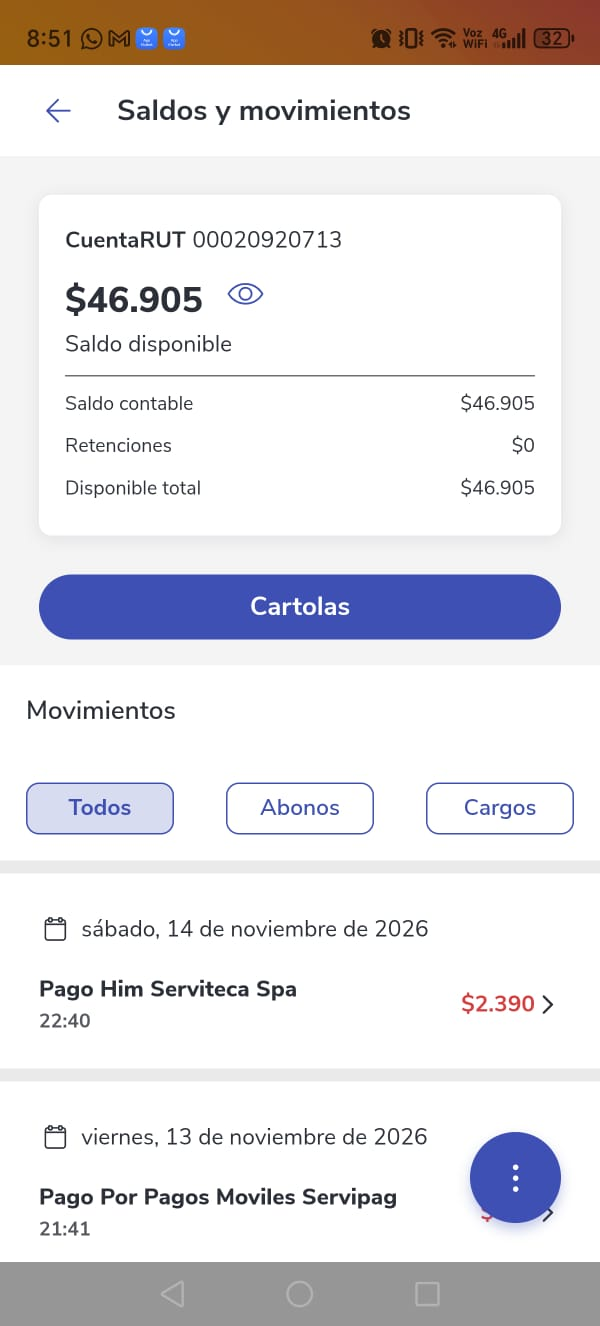 8:51
Voz WiFi 4G 32
Saldos y movimientos
CuentaRUT 00020920713
$46.905
Saldo disponible
Saldo contable $46.905
Retenciones $0
Disponible total $46.905
Cartolas
Movimientos
Todos Abonos Cargos
sábado, 14 de noviembre de 2026
Pago Him Serviteca Spa
$2.390
22:40
viernes, 13 de noviembre de 2026
Pago Por Pagos Moviles Servipag
21:41